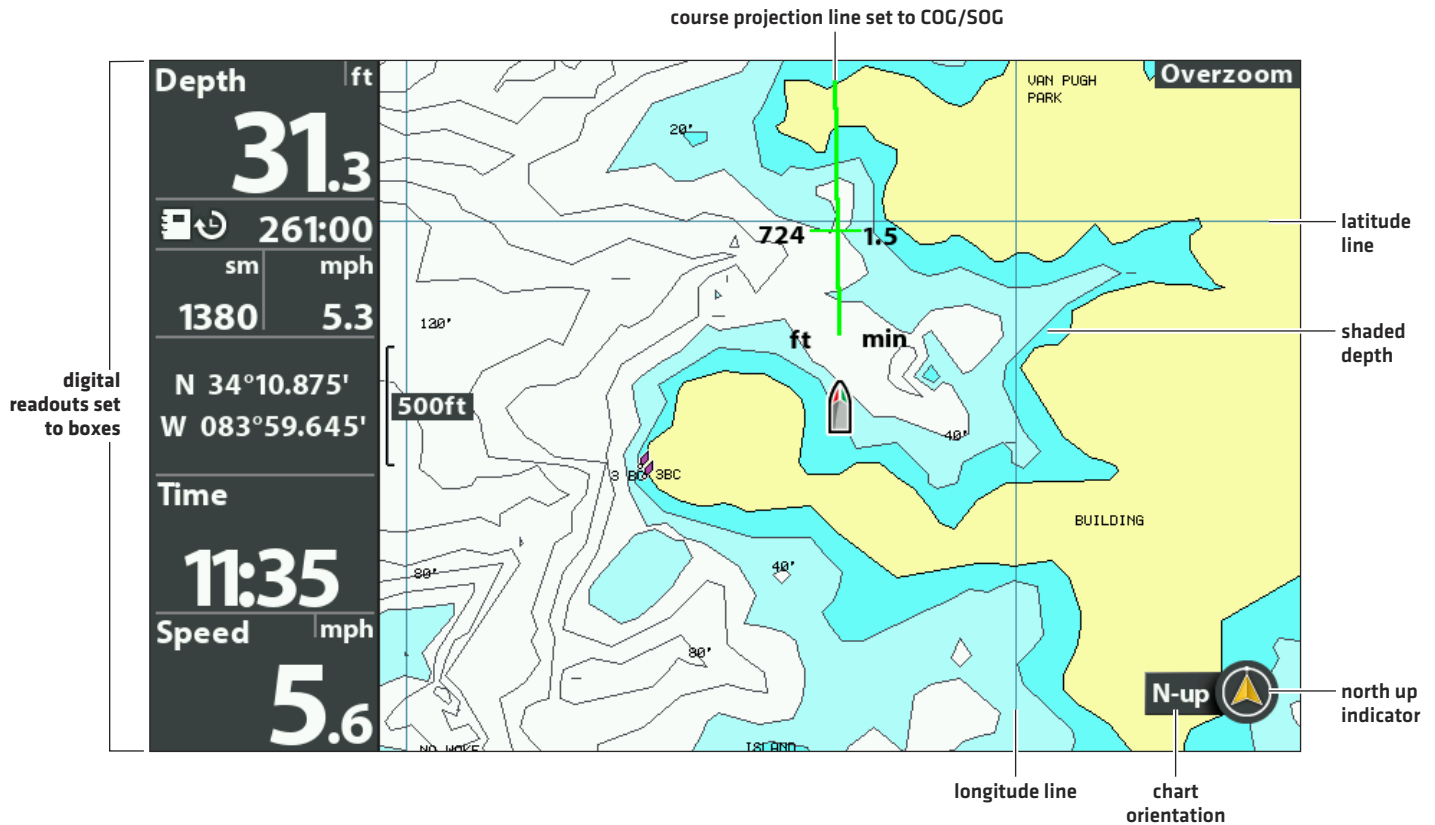 course projection line set to COG/SOG
Depth ft
31.3
261:00
sm mph
1380 5.3
N 34°10.875'
W 083°59.645'
Time
11:35
Speed mph
5.6
digital
readouts set
to boxes
Overzoom
VAN PUGH
PARK
20'
724 1.5
ft min
120'
500ft
40'
3 BC 3BC
BUILDING
80'
40'
80'
NO WAKE
ISLAND
N-up
latitude
line
shaded
depth
north up
indicator
longitude line
chart
orientation